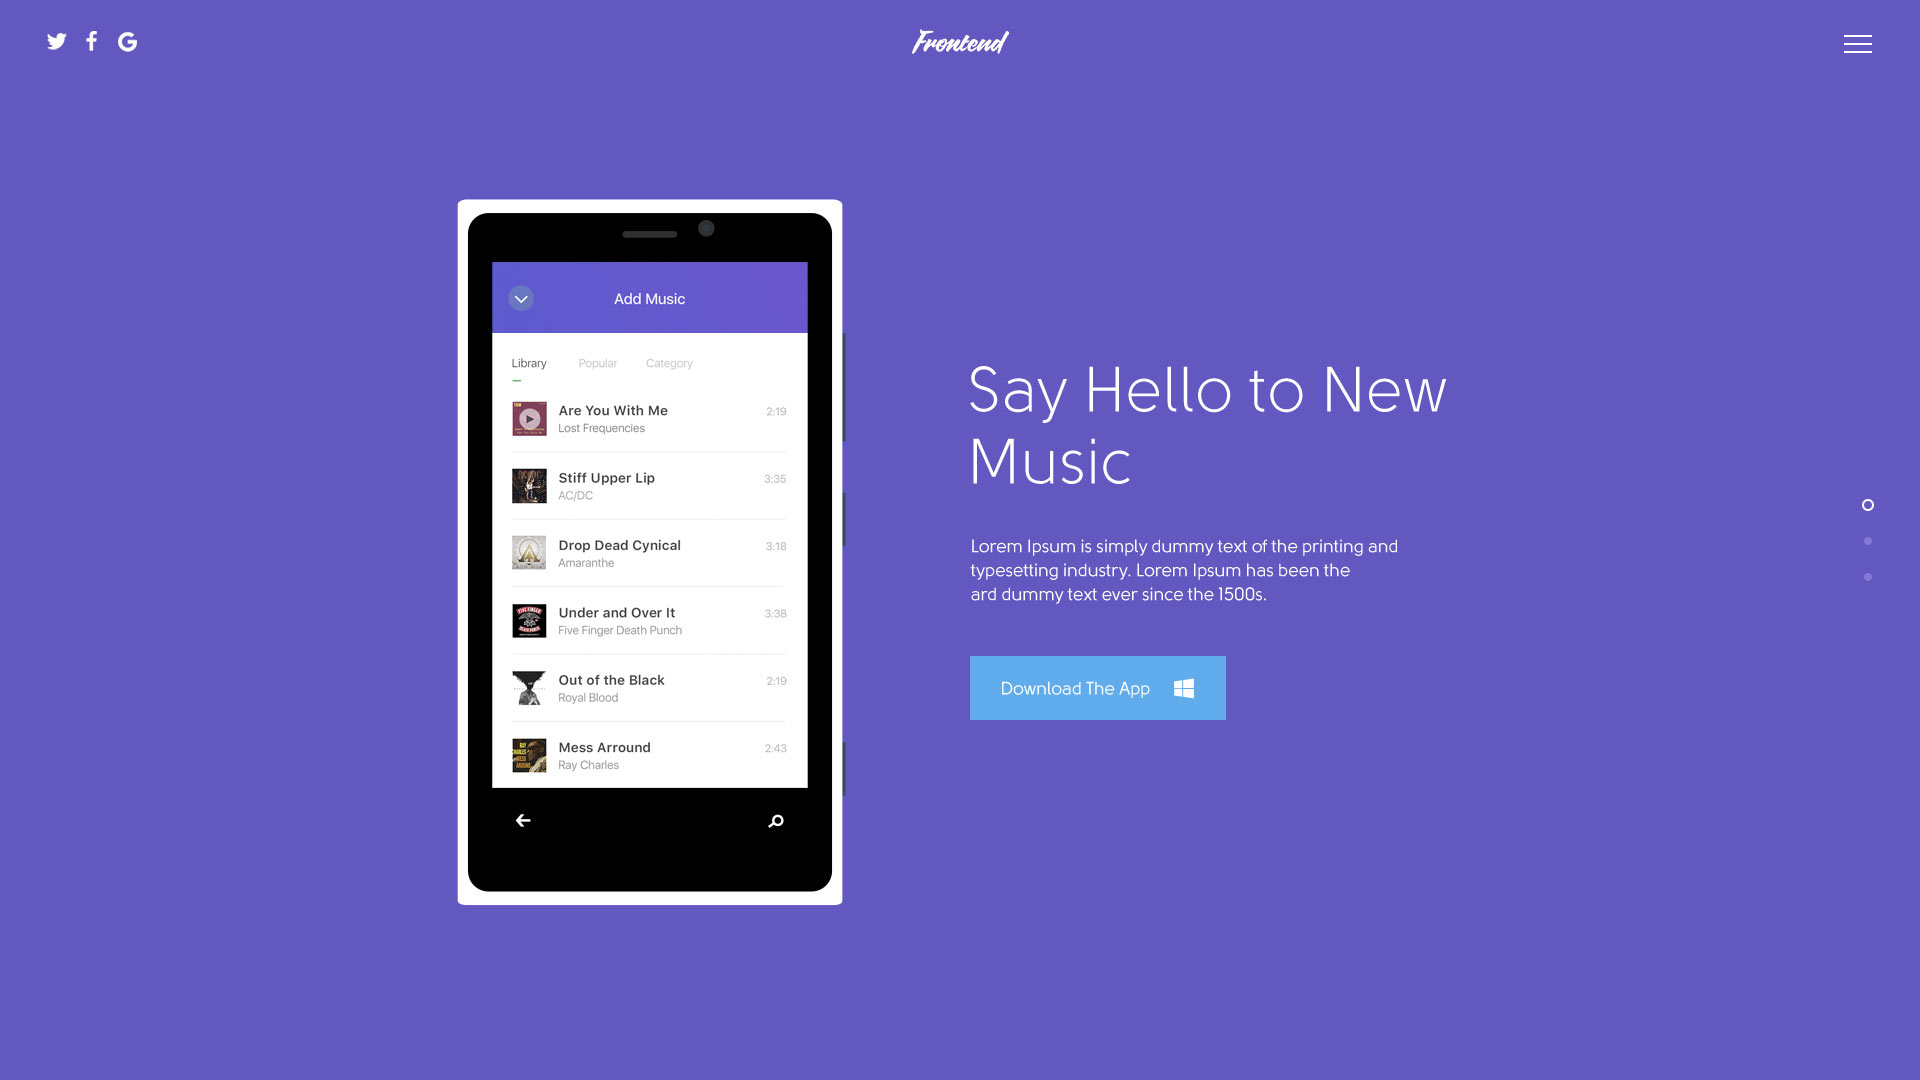 Frontend
Add Music
Library Popular Category
Are You With Me 2:19
Lost Frequencies
Stiff Upper Lip 3:35
AC/DC
Drop Dead Cynical 3:18
Amaranthe
Under and Over It 3:38
Five Finger Death Punch
Out of the Black 2:19
Royal Blood
Mess Arround 2:43
Ray Charles
Say Hello to New
Music
Lorem Ipsum is simply dummy text of the printing and
typesetting industry. Lorem Ipsum has been the
ard dummy text ever since the 1500s.
Download The App